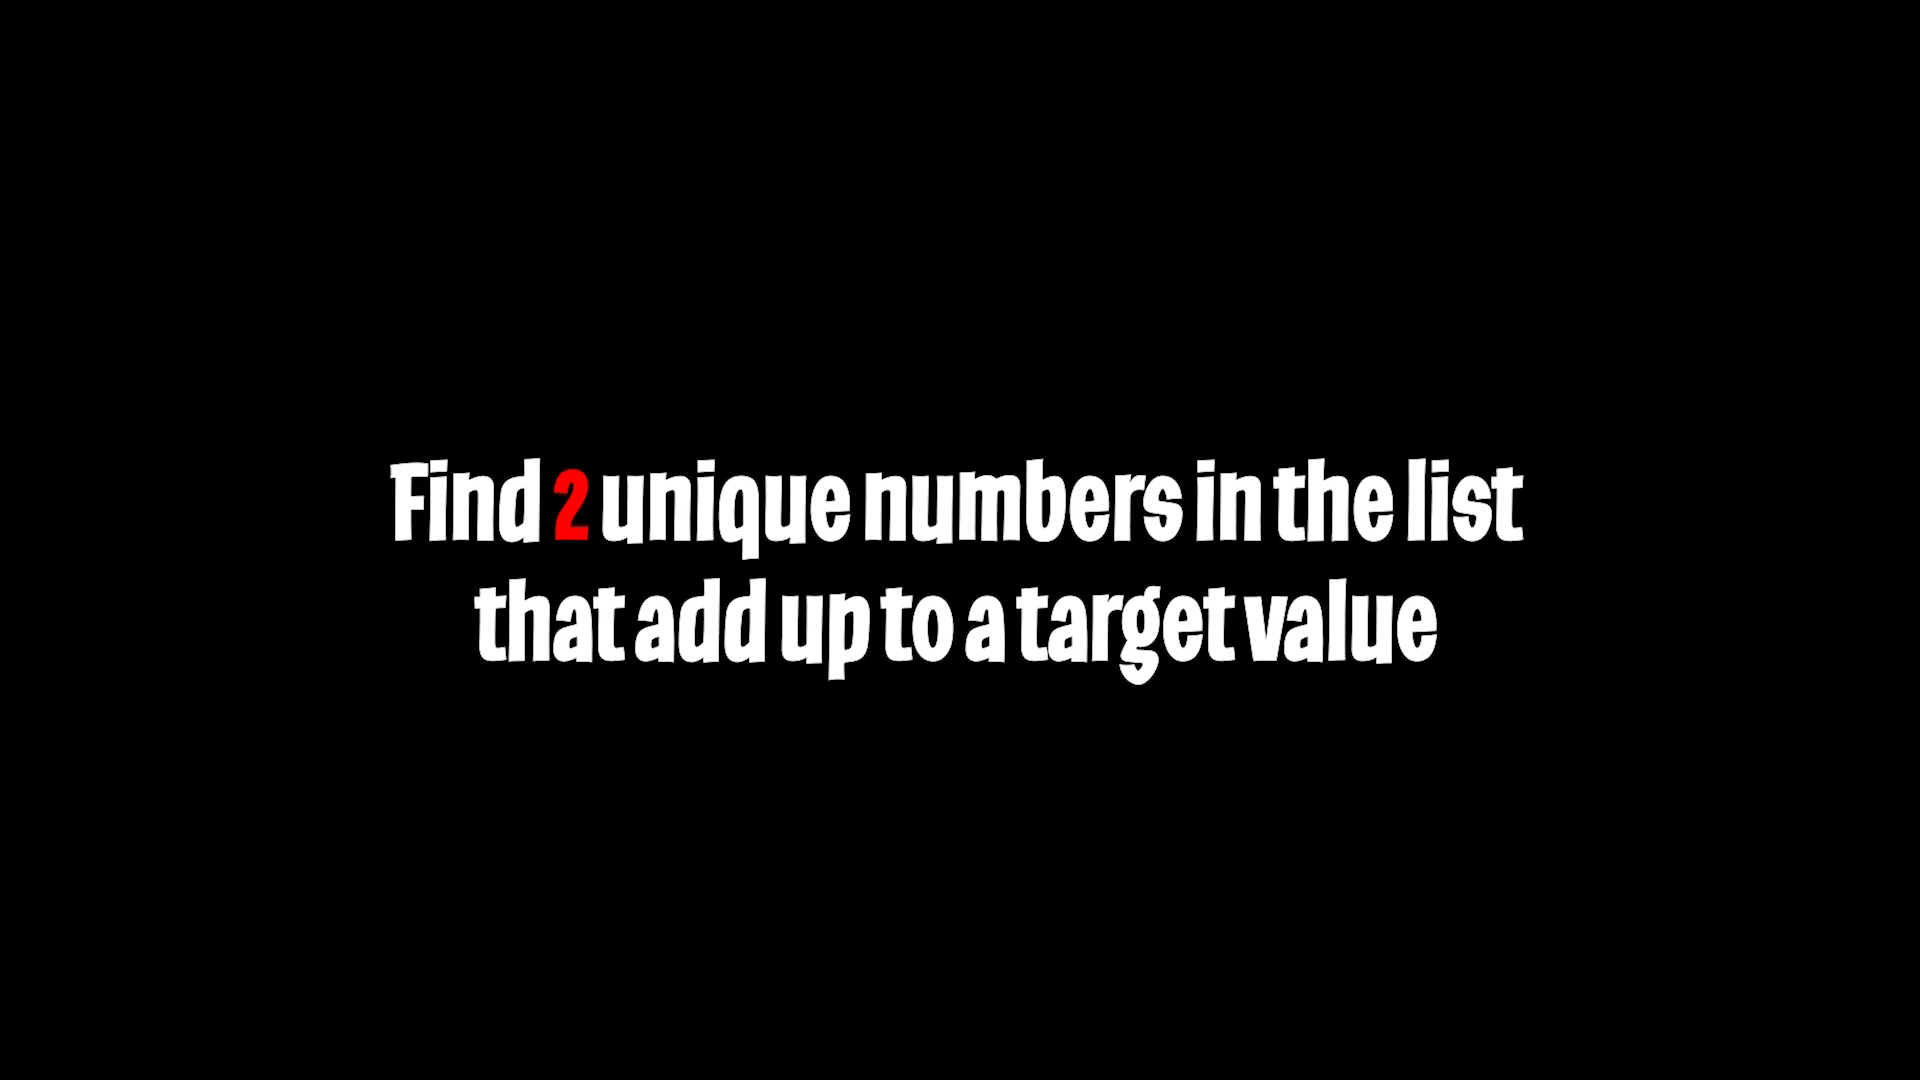 Find 2 unique numbers in the list
that add up to a target value